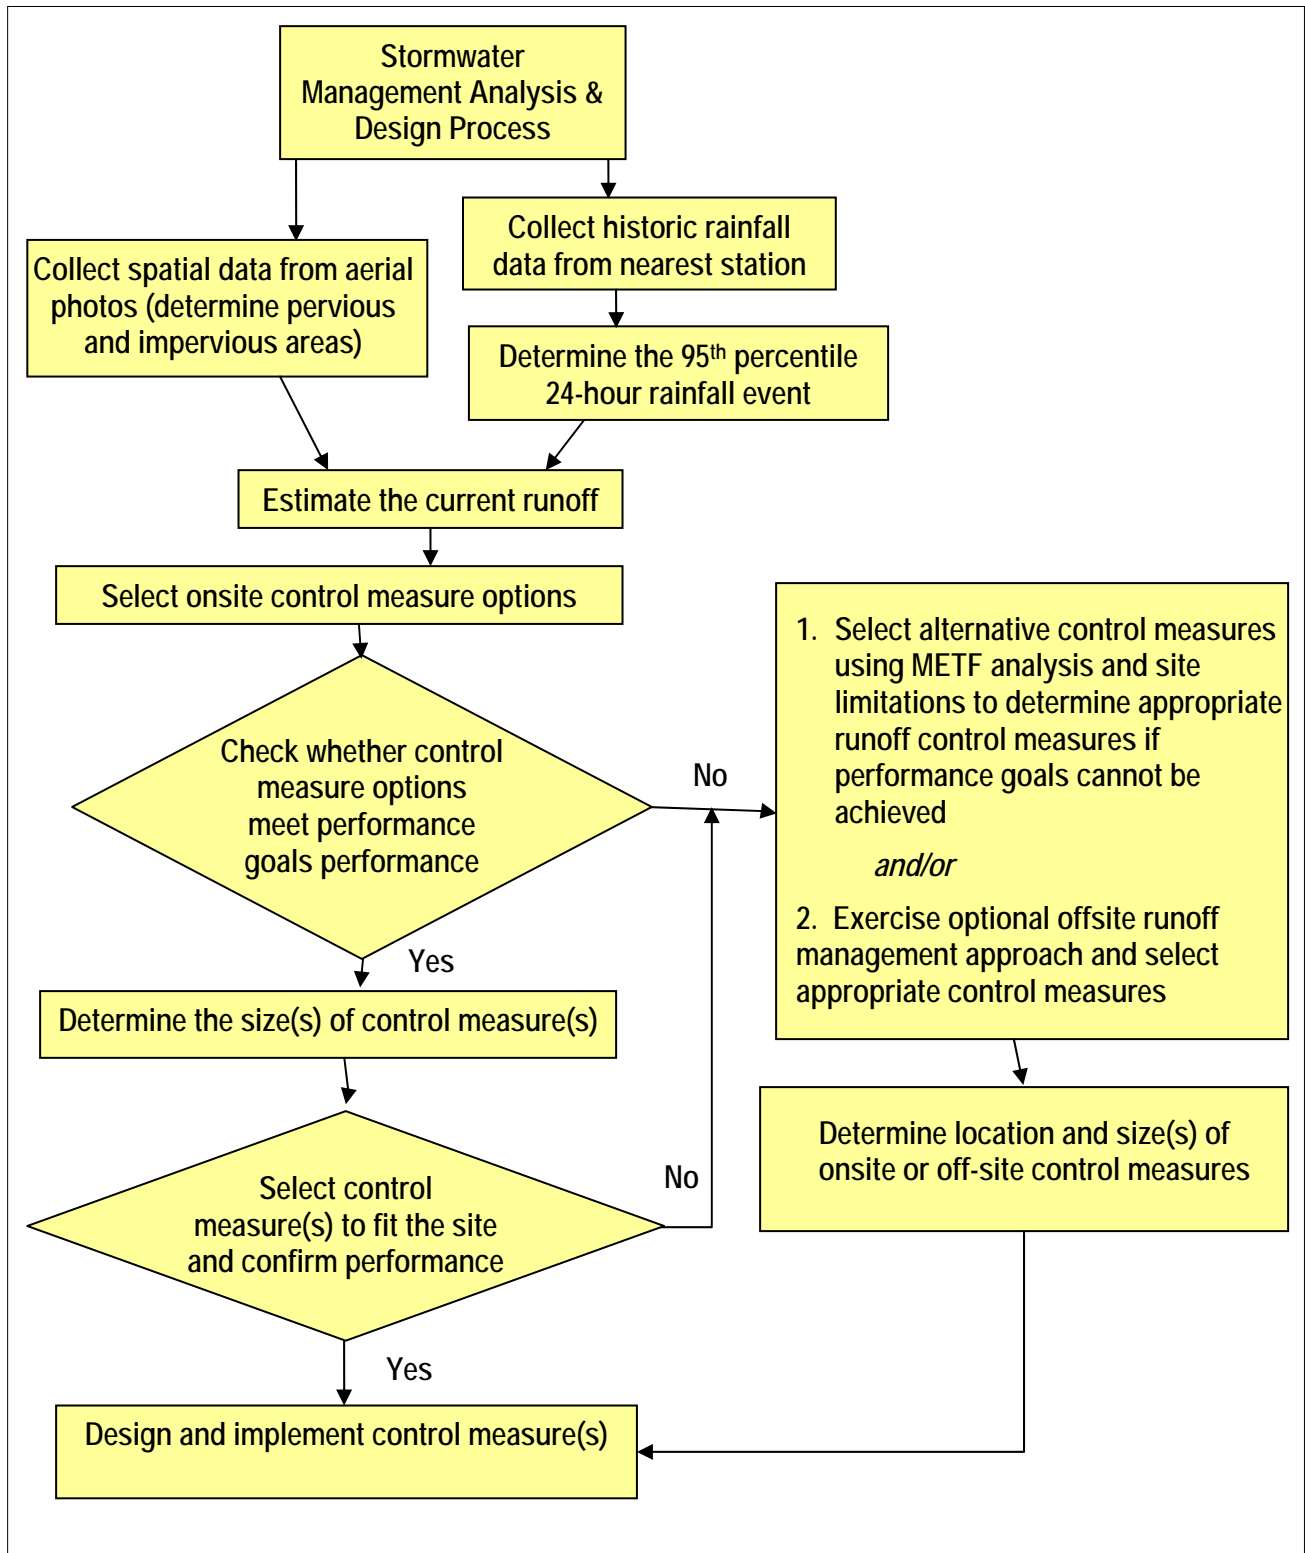 Stormwater
Management Analysis &
Design Process
Collect historic rainfall
data from nearest station
Collect spatial data from aerial
photos (determine pervious
and impervious areas)
Determine the 95th percentile
24-hour rainfall event
Estimate the current runoff
Select onsite control measure options
Check whether control
measure options
meet performance
goals performance
No
1. Select alternative control measures
using METF analysis and site
limitations to determine appropriate
runoff control measures if
performance goals cannot be
achieved
and/or
2. Exercise optional offsite runoff
management approach and select
appropriate control measures
Yes
Determine the size(s) of control measure(s)
Determine location and size(s) of
onsite or off-site control measures
Select control
measure(s) to fit the site
and confirm performance
No
Yes
Design and implement control measure(s)